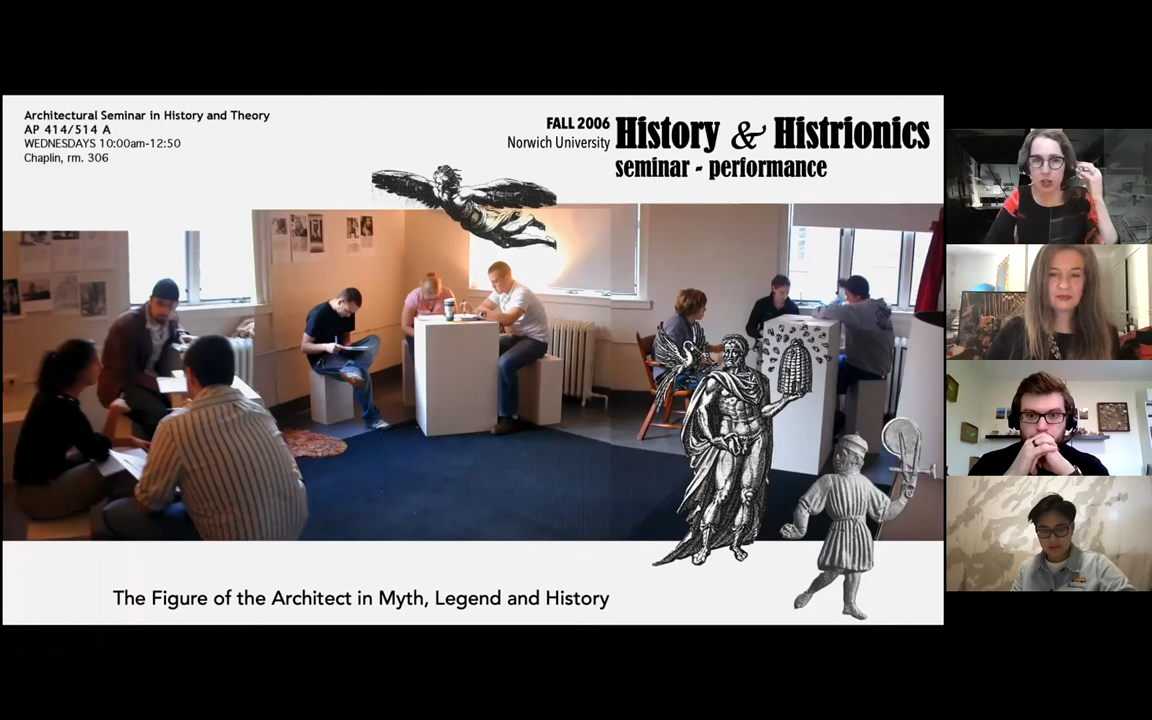 Architectural Seminar in History and Theory
AP 414/514 A
WEDNESDAYS 10:00am-12:50
Chaplin, rm. 306
FALL 2006
Norwich University
History & Histrionics
seminar - performance
The Figure of the Architect in Myth, Legend and History